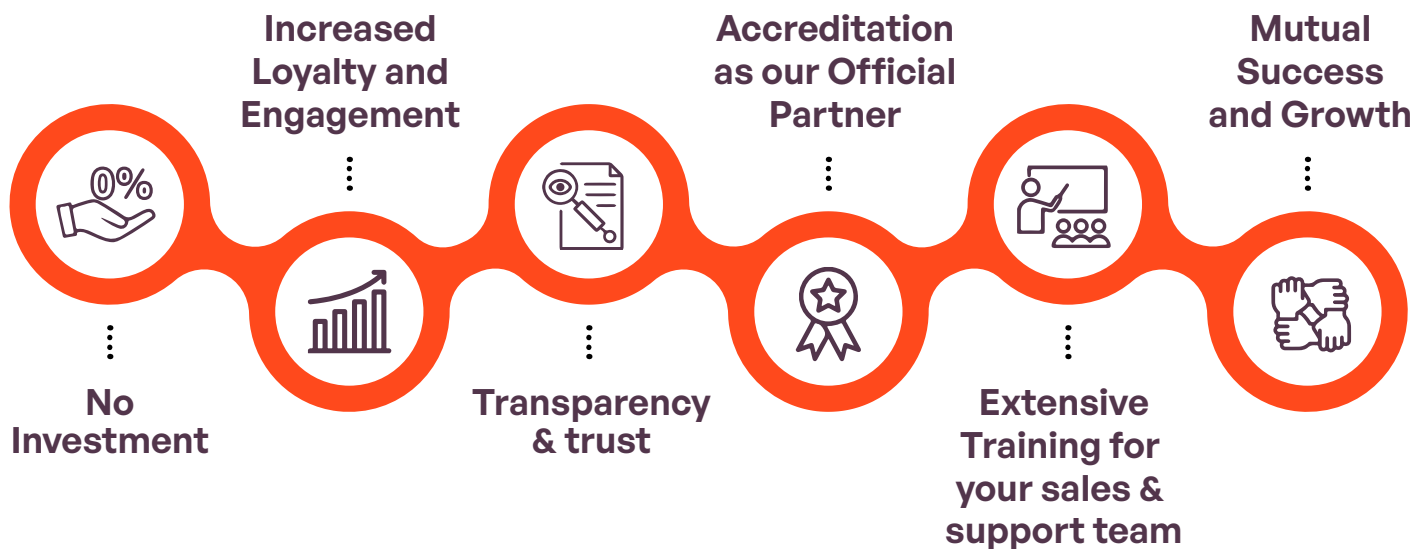 Increased
Loyalty and
Engagement
Accreditation
as our Official
Partner
Mutual
Success
and Growth
0%
No
Investment
Transparency
& trust
Extensive
Training for
your sales &
support team